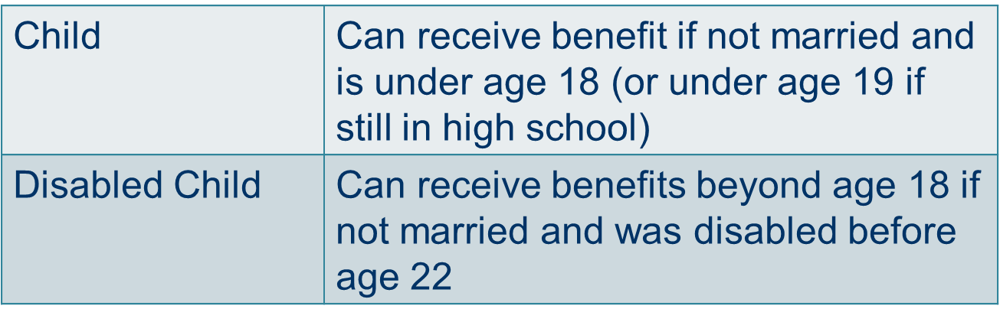 Child
Can receive benefit if not married and
is under age 18 (or under age 19 if
still in high school)
Disabled Child
Can receive benefits beyond age 18 if
not married and was disabled before
age 22